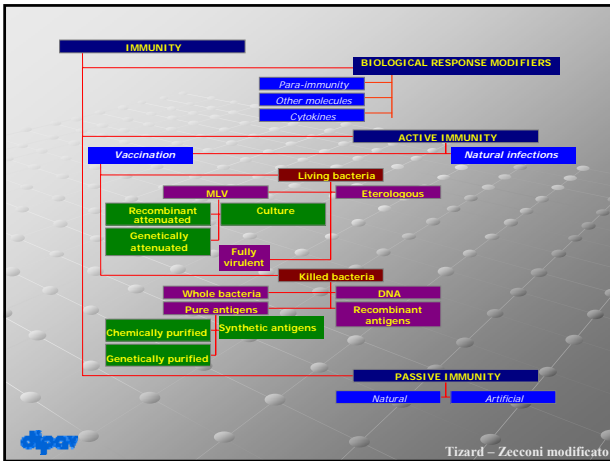 IMMUNITY
BIOLOGICAL RESPONSE MODIFIERS
Para-immunity
Other molecules
Cytokines
ACTIVE IMMUNITY
Vaccination
Natural infections
Living bacteria
MLV
Eterologous
Recombinant
attenuated
Culture
Genetically
attenuated
Fully
virulent
Killed bacteria
Whole bacteria
DNA
Pure antigens
Recombinant
antigens
Chemically purified
Synthetic antigens
Genetically purified
PASSIVE IMMUNITY
Natural
Artificial
dipav
Tizard – Zecconi modificato